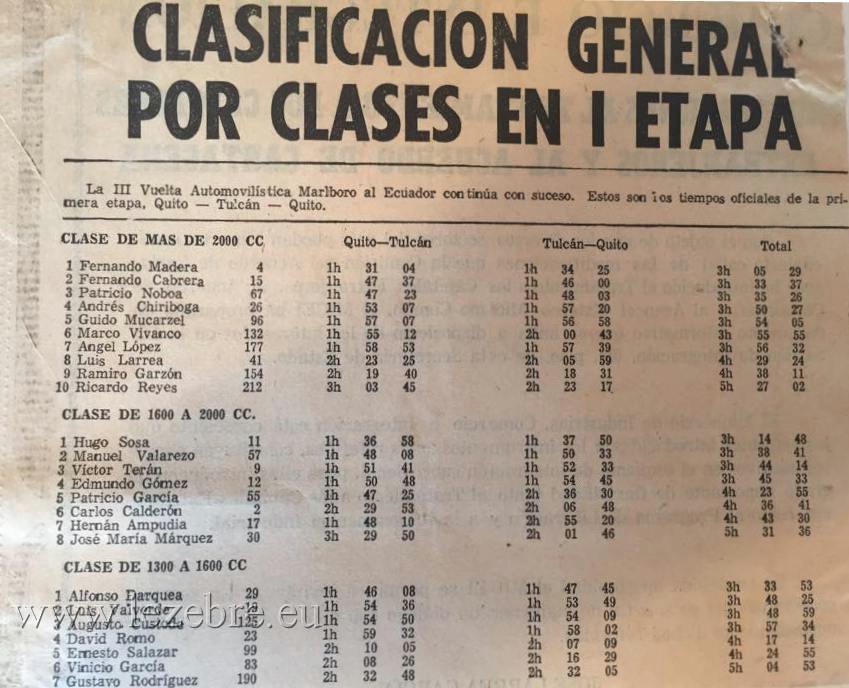 CLASIFICACION GENERAL
POR CLASES EN I ETAPA
La III Vuelta Automovilística Marlboro al Ecuador continúa con suceso. Estos son los tiempos oficiales de la pri-
mera etapa, Quito — Tulcán — Quito.
CLASE DE MAS DE 2000 CC Quito—Tulcán Tulcán—Quito Total
1 Fernando Madera 4 1h 31 04 1h 34 25 3h 05 29
2 Fernando Cabrera 15 1h 47 37 1h 46 00 3h 33 37
3 Patricio Noboa 67 1h 47 23 1h 48 03 3h 35 26
4 Andrés Chiriboga 26 1h 53 07 1h 57 20 3h 50 27
5 Guido Mucarzel 96 1h 57 07 1h 56 58 3h 54 05
6 Marco Vivanco 132 1h 55 12 2h 00 43 3h 55 55
7 Angel López 177 1h 58 53 1h 57 39 3h 56 32
8 Luis Larrea 41 2h 23 25 2h 05 59 4h 29 24
9 Ramiro Garzón 154 2h 19 40 2h 18 31 4h 38 11
10 Ricardo Reyes 212 3h 03 45 2h 23 17 5h 27 02
CLASE DE 1600 A 2000 CC.
1 Hugo Sosa 11 1h 36 58 1h 37 50 3h 14 48
2 Manuel Valarezo 57 1h 48 08 1h 50 33 3h 38 41
3 Víctor Terán 9 1h 51 41 1h 52 33 3h 44 14
4 Edmundo Gómez 12 1h 50 48 1h 54 45 3h 45 33
5 Patricio García 55 1h 47 25 2h 36 30 4h 23 55
6 Carlos Calderón 2 2h 29 53 2h 06 48 4h 36 41
7 Hernán Ampudia 17 1h 48 10 2h 55 20 4h 43 30
8 José María Márquez 30 3h 29 50 2h 01 46 5h 31 36
CLASE DE 1300 A 1600 CC
1 Alfonso Darquea 29 1h 46 08 1h 47 45 3h 33 53
2 Luis Valverde 1h 54 36 1h 53 49 3h 48 25
3 Augusto Custode 125 1h 54 50 1h 54 09 3h 48 59
4 David Romo 23 1h 59 32 1h 58 02 3h 57 34
5 Ernesto Salazar 99 2h 10 05 2h 07 09 4h 17 14
6 Vinicio García 83 2h 08 26 2h 16 29 4h 24 55
7 Gustavo Rodríguez 190 2h 32 48 2h 32 05 5h 04 53
www.lezebre.eu